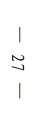 — 27 —